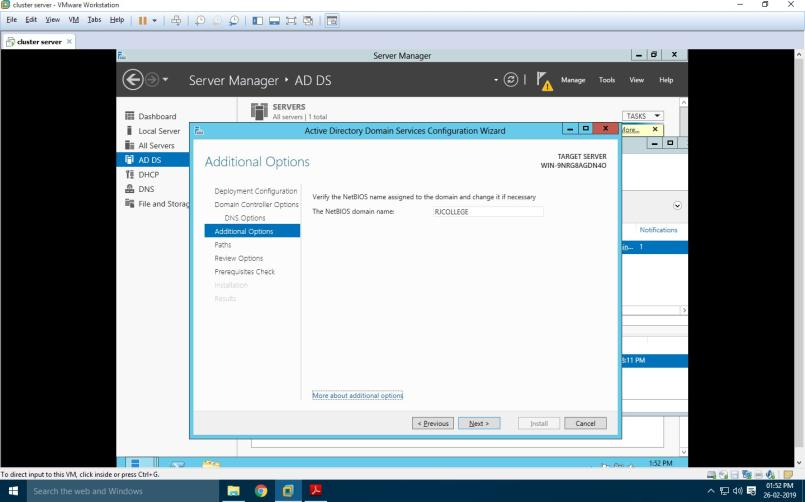 cluster server - VMware Workstation
File Edit View VM Tabs Help
cluster server
Server Manager
Server Manager AD DS
Manage Tools View Help
SERVERS
All servers | 1 total
TASKS
Dashboard
Local Server
All Servers
AD DS
DHCP
DNS
File and Storag
More...
Notifications
1
8:11 PM
Active Directory Domain Services Configuration Wizard
Additional Options
TARGET SERVER
WIN-9NRG8AGDN4O
Deployment Configuration
Domain Controller Options
DNS Options
Additional Options
Paths
Review Options
Prerequisites Check
Installation
Results
Verify the NetBIOS name assigned to the domain and change it if necessary
The NetBIOS domain name: RJCOLLEGE
More about additional options
< Previous Next > Install Cancel
1:52 PM
To direct input to this VM, click inside or press Ctrl+G.
Search the web and Windows
01:52 PM
26-02-2019